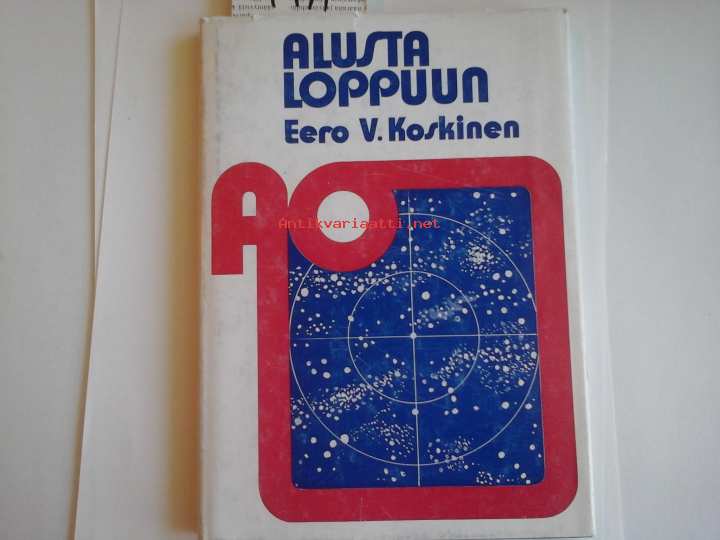 ALUSTA
LOPPUUN
Eero V. Koskinen
AO
Antikvariaatti.net